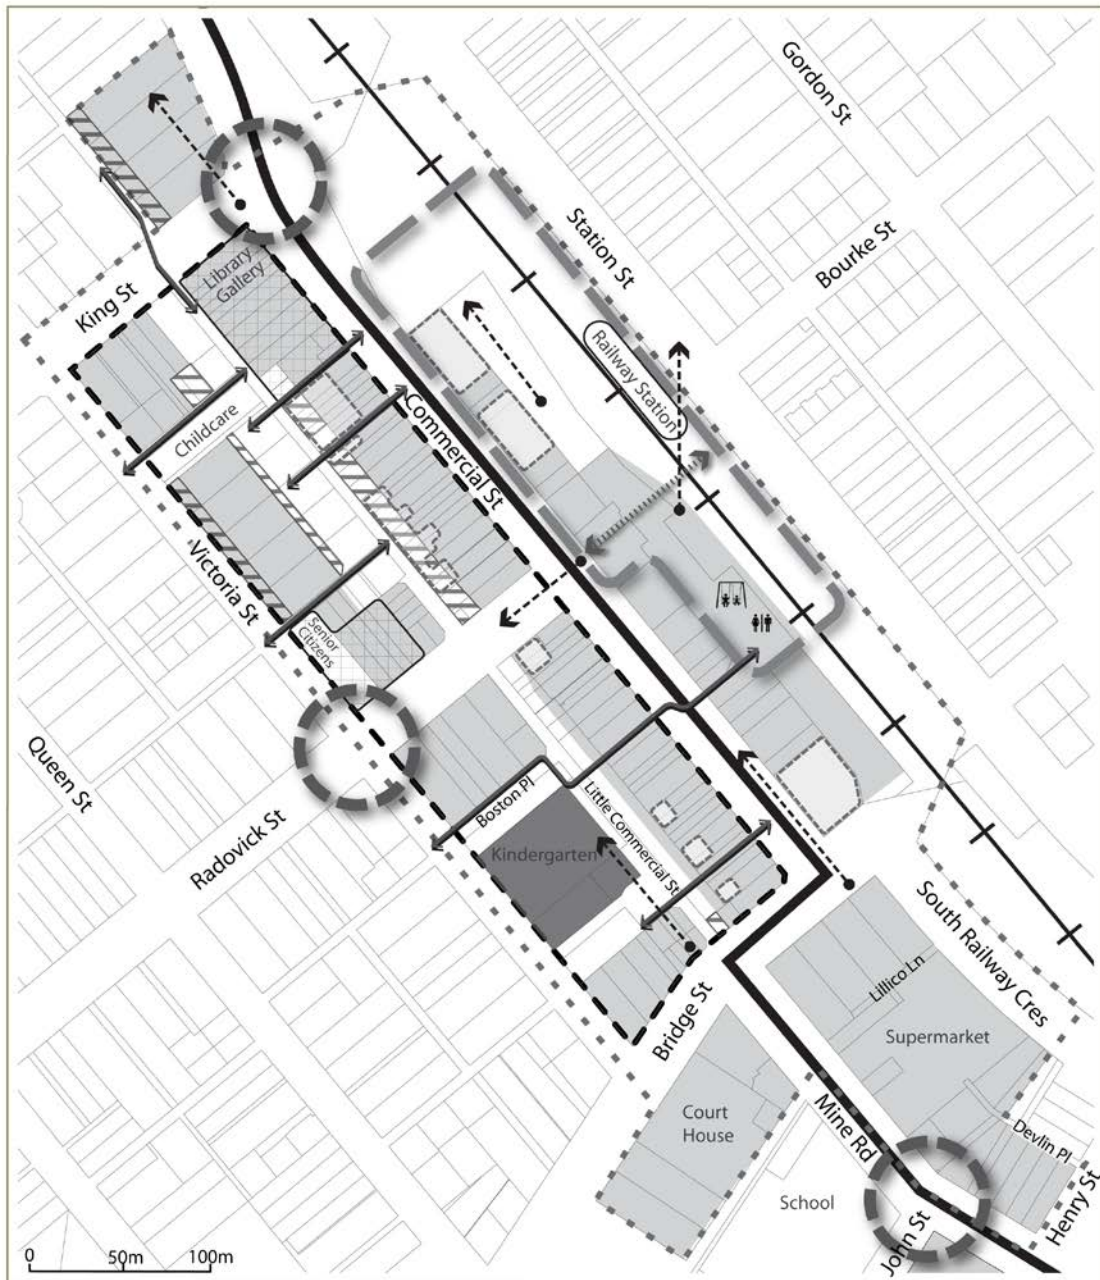 Gordon St
Station St
Bourke St
Library
Gallery
King St
Railway Station
Childcare
Commercial St
Victoria St
Senior
Citizens
Queen St
Radovick St
Boston Pl
Little Commercial St
Kindergarten
South Railway Cres
Lillico Ln
Bridge St
Supermarket
Court
House
Mine Rd
Devlin Pl
School
John St
Henry St
0 50m 100m